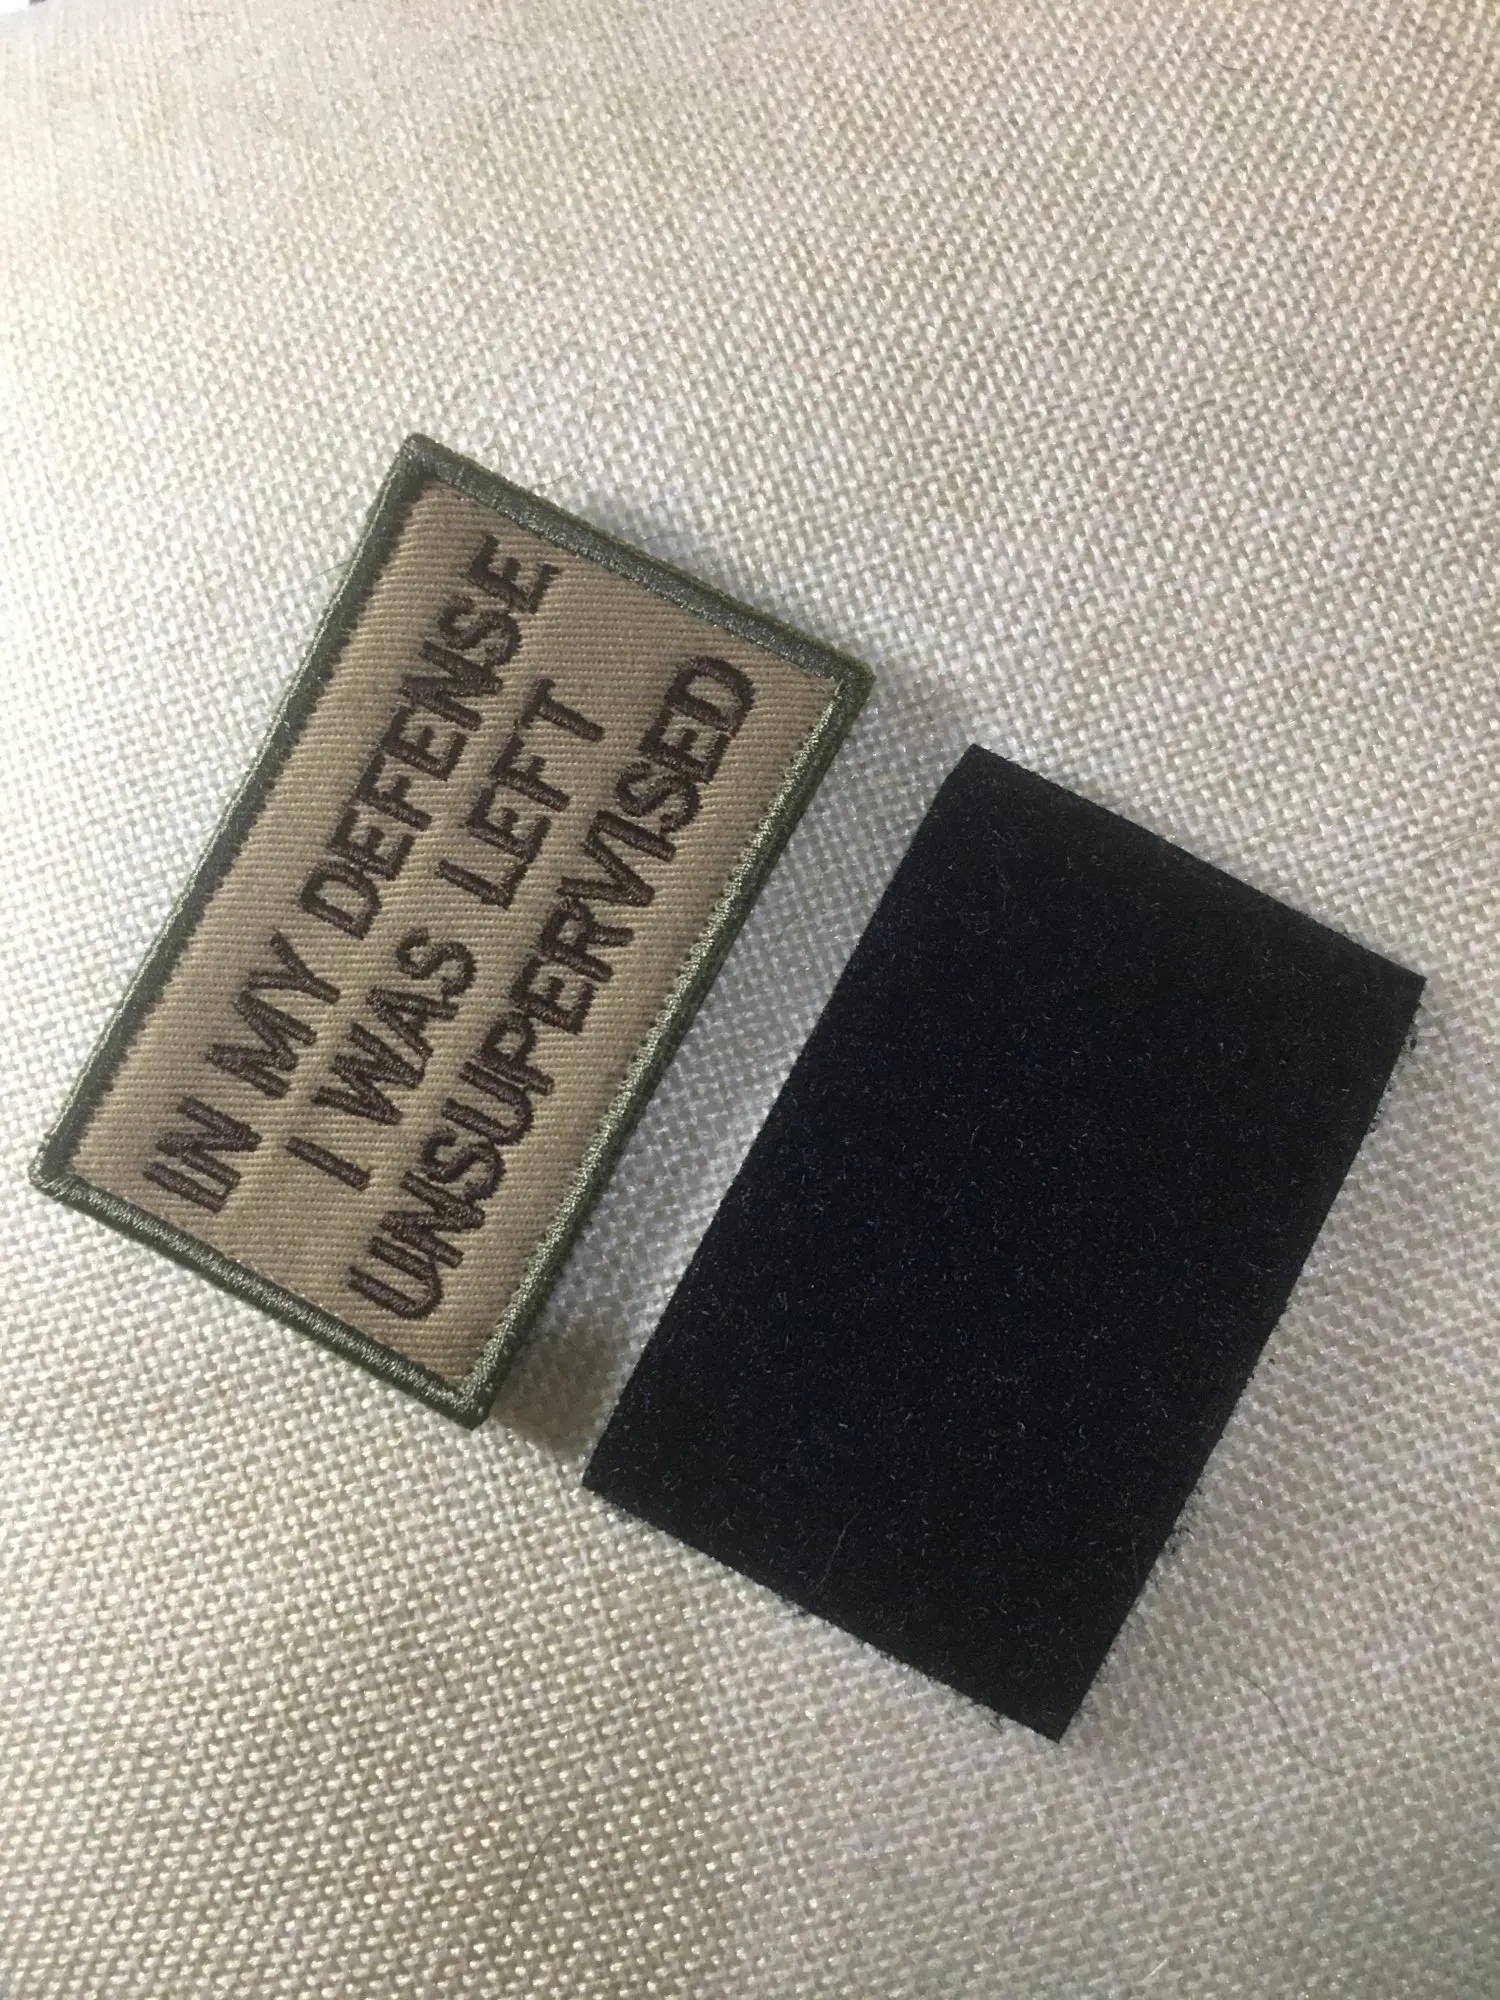 IN MY DEFENSE
I WAS LEFT
UNSUPERVISED